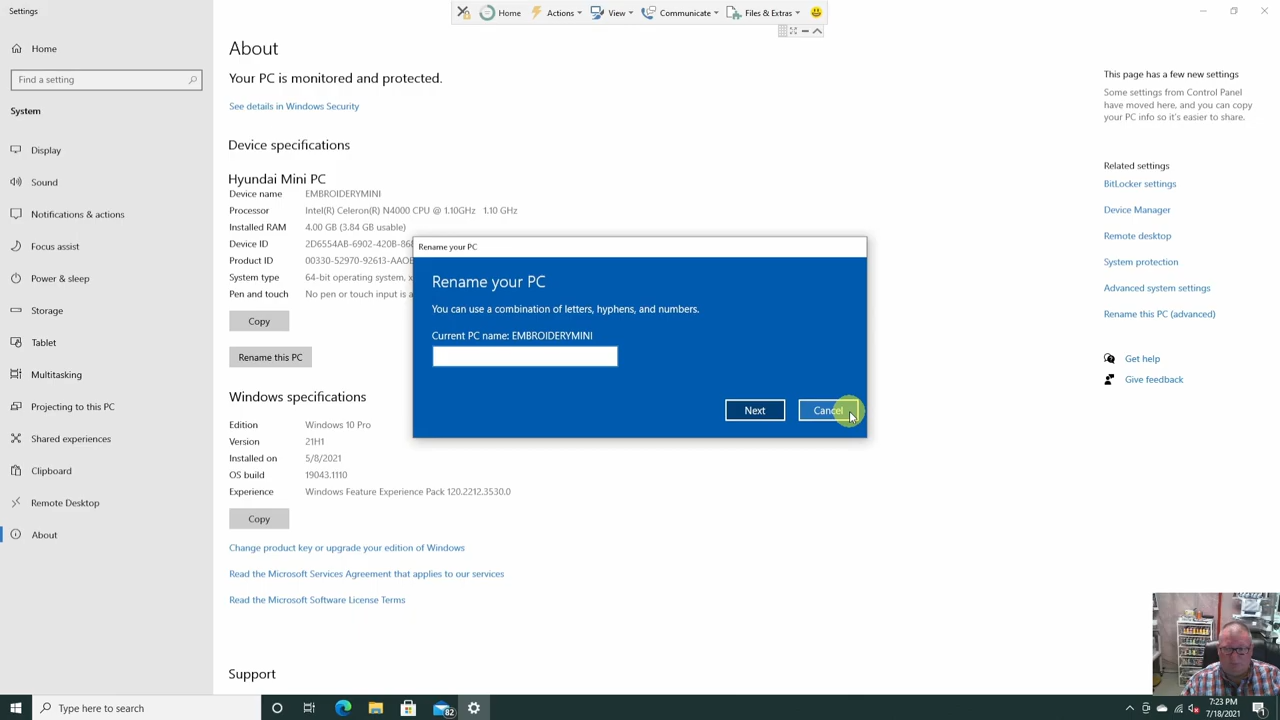 Settings
Home
Actions
View
Communicate
Files & Extras
Home
Find a setting
System
Display
Sound
Notifications & actions
Focus assist
Power & sleep
Storage
Tablet
Multitasking
Projecting to this PC
Shared experiences
Clipboard
Remote Desktop
About
About
Your PC is monitored and protected.
See details in Windows Security
Device specifications
Hyundai Mini PC
Device name EMBROIDERYMINI
Processor Intel(R) Celeron(R) N4000 CPU @ 1.10GHz 1.10 GHz
Installed RAM 4.00 GB (3.84 GB usable)
Device ID 2D6554AB-6902-420B-86
Product ID 00330-52970-92613-AAO
System type 64-bit operating system, x
Pen and touch No pen or touch input is a
Copy
Rename this PC
Windows specifications
Edition Windows 10 Pro
Version 21H1
Installed on 5/8/2021
OS build 19043.1110
Experience Windows Feature Experience Pack 120.2212.3530.0
Copy
Change product key or upgrade your edition of Windows
Read the Microsoft Services Agreement that applies to our services
Read the Microsoft Software License Terms
Support
Rename your PC
Rename your PC
You can use a combination of letters, hyphens, and numbers.
Current PC name: EMBROIDERYMINI
Next
Cancel
This page has a few new settings
Some settings from Control Panel
have moved here, and you can copy
your PC info so it's easier to share.
Related settings
BitLocker settings
Device Manager
Remote desktop
System protection
Advanced system settings
Rename this PC (advanced)
Get help
Give feedback
Type here to search
82
7:23 PM
7/18/2021
1